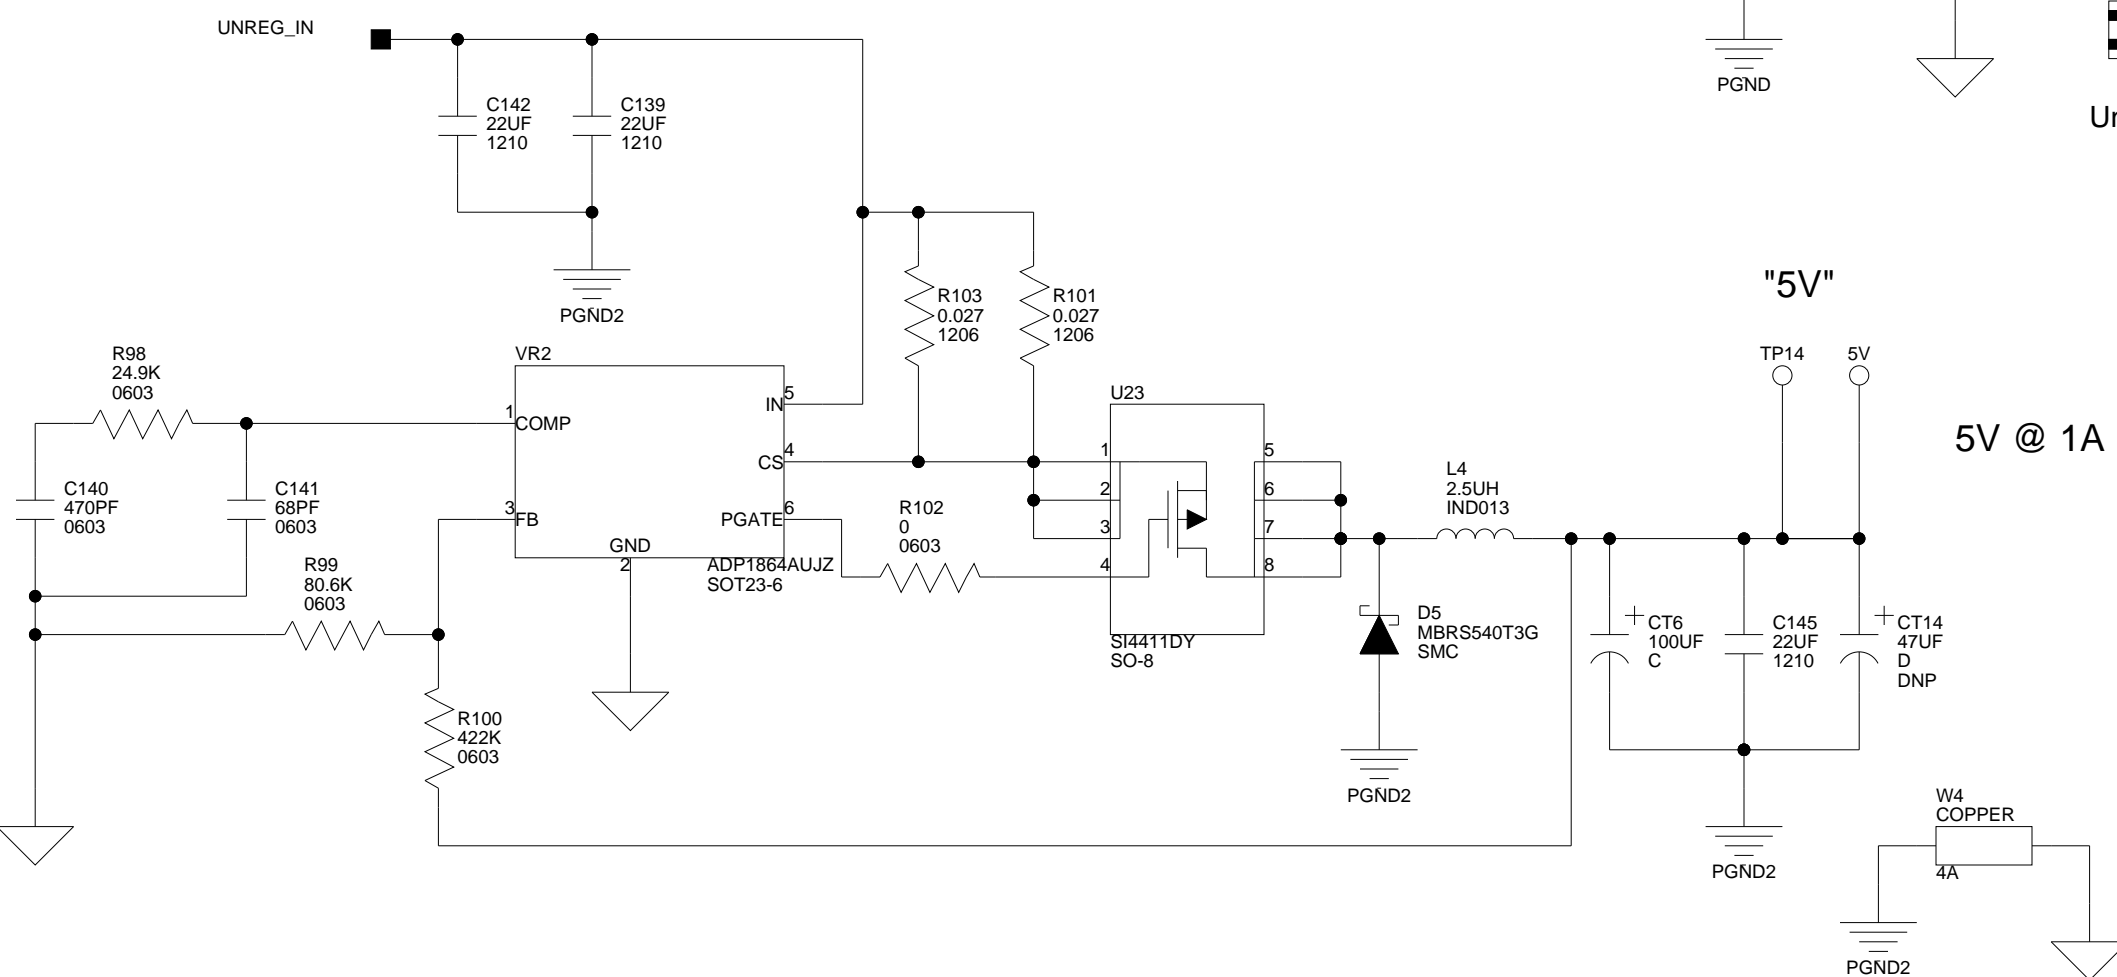 UNREG_IN
C142
22UF
1210
C139
22UF
1210
PGND2
PGND
"5V"
TP14
5V
5V @ 1A
R103
0.027
1206
R101
0.027
1206
R98
24.9K
0603
C140
470PF
0603
C141
68PF
0603
R99
80.6K
0603
R100
422K
0603
VR2
1
COMP
3
FB
GND
2
5
IN
4
CS
6
PGATE
ADP1864AUJZ
SOT23-6
R102
0
0603
U23
1
2
3
4
5
6
7
8
SI4411DY
SO-8
L4
2.5UH
IND013
D5
MBRS540T3G
SMC
PGND2
CT6
100UF
C
C145
22UF
1210
CT14
47UF
D
DNP
PGND2
W4
COPPER
4A
PGND2